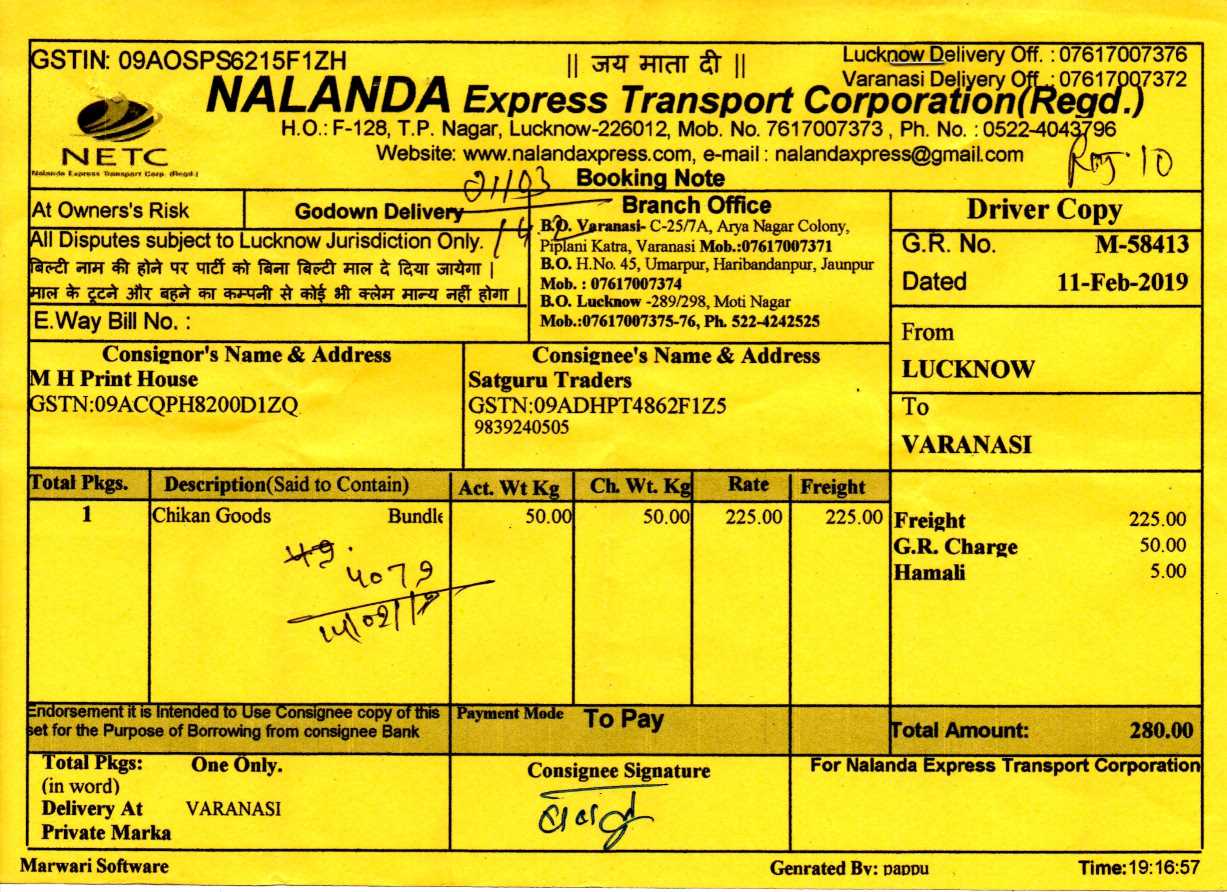 GSTIN: 09AOSPS6215F1ZH
|| जय माता दी ||
Lucknow Delivery Off. : 07617007376
Varanasi Delivery Off. : 07617007372
NALANDA Express Transport Corporation(Regd.)
NETC
Nalanda Express Transport Corp. (Regd.)
H.O.: F-128, T.P. Nagar, Lucknow-226012, Mob. No. 7617007373 , Ph. No. : 0522-4043796
Website: www.nalandaxpress.com, e-mail : nalandaxpress@gmail.com
Booking Note
At Owners's Risk
Godown Delivery
Branch Office
Driver Copy
All Disputes subject to Lucknow Jurisdiction Only.
बिल्टी नाम की होने पर पार्टी को बिना बिल्टी माल दे दिया जायेगा |
माल के टूटने और बहने का कम्पनी से कोई भी क्लेम मान्य नहीं होगा |
E.Way Bill No. :
B.O. Varanasi- C-25/7A, Arya Nagar Colony,
Piplani Katra, Varanasi Mob.:07617007371
B.O. H.No. 45, Umarpur, Haribandanpur, Jaunpur
Mob. : 07617007374
B.O. Lucknow -289/298, Moti Nagar
Mob.:07617007375-76, Ph. 522-4242525
G.R. No. M-58413
Dated 11-Feb-2019
From
LUCKNOW
To
VARANASI
Consignor's Name & Address
M H Print House
GSTN:09ACQPH8200D1ZQ
Consignee's Name & Address
Satguru Traders
GSTN:09ADHPT4862F1Z5
9839240505
Total Pkgs. Description(Said to Contain) Act. Wt Kg Ch. Wt. Kg Rate Freight
1 Chikan Goods Bundle 50.00 50.00 225.00 225.00
Freight 225.00
G.R. Charge 50.00
Hamali 5.00
Endorsement it is Intended to Use Consignee copy of this
set for the Purpose of Borrowing from consignee Bank
Payment Mode To Pay
Total Amount: 280.00
Total Pkgs: One Only.
(in word)
Delivery At VARANASI
Private Marka
Consignee Signature
For Nalanda Express Transport Corporation
Marwari Software
Genrated By: pappu
Time:19:16:57